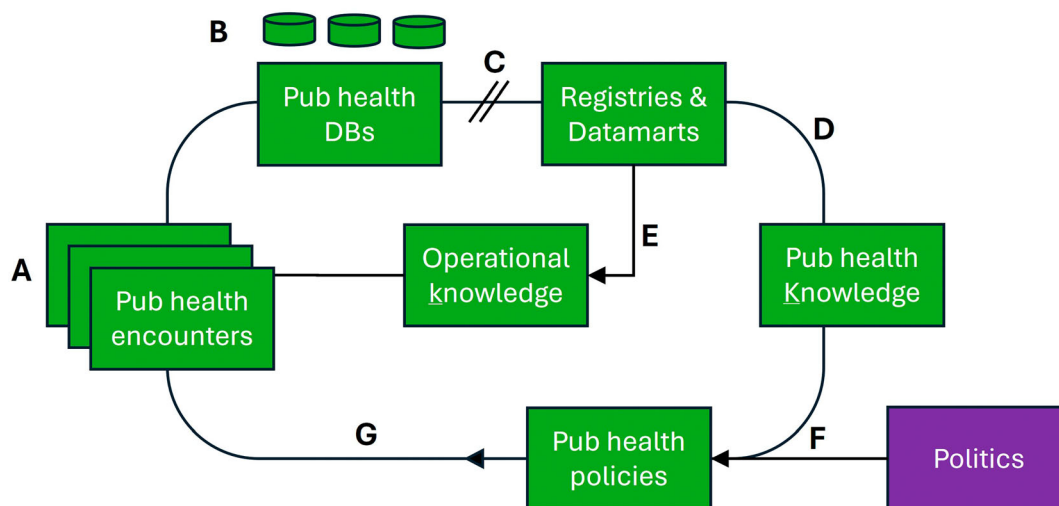 B
C
Pub health
DBs
Registries &
Datamarts
D
A
E
Operational
knowledge
Pub health
Knowledge
Pub health
encounters
G
F
Pub health
policies
Politics